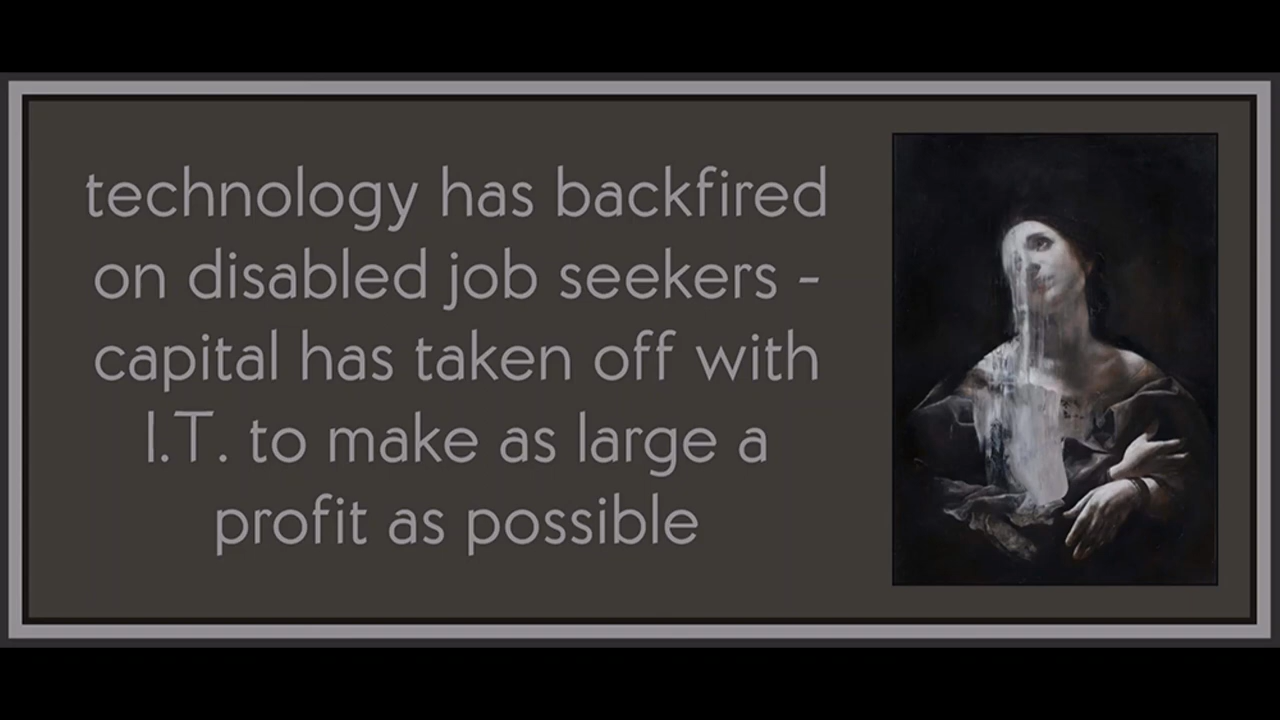 technology has backfired
on disabled job seekers -
capital has taken off with
I.T. to make as large a
profit as possible